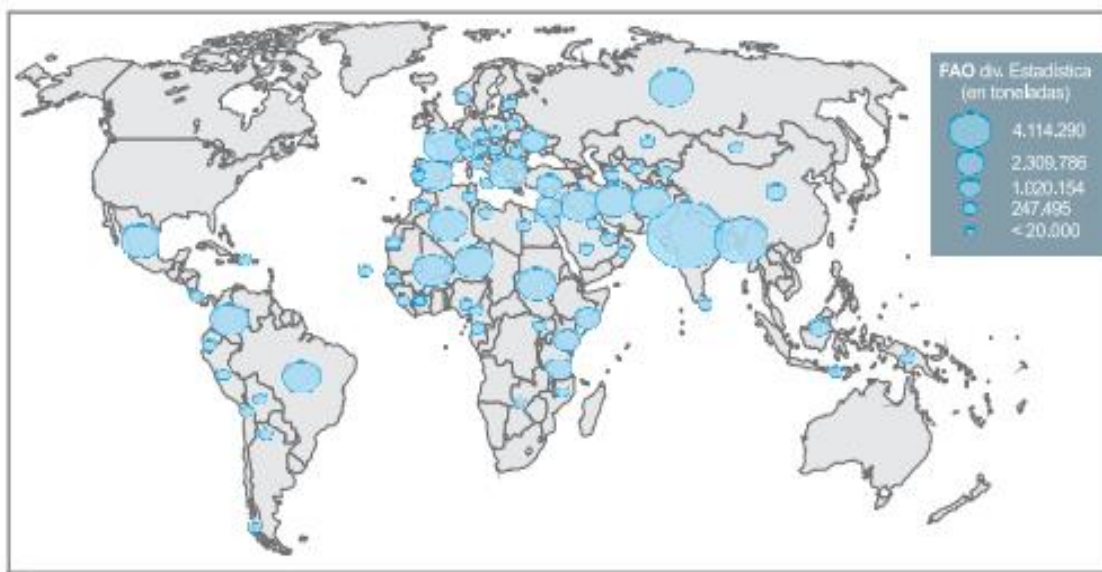 FAO div. Estadística
(en toneladas)
4.114.290
2.309.786
1.020.154
247.495
< 20.000